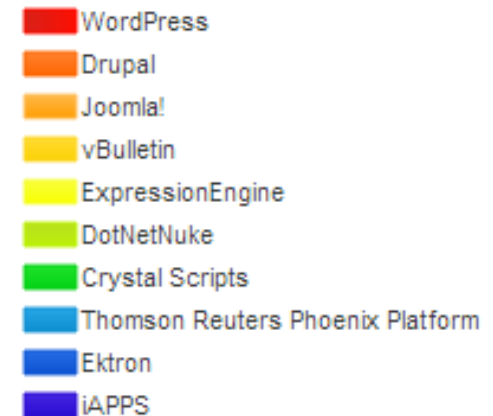 WordPress
Drupal
Joomla!
vBulletin
ExpressionEngine
DotNetNuke
Crystal Scripts
Thomson Reuters Phoenix Platform
Ektron
iAPPS